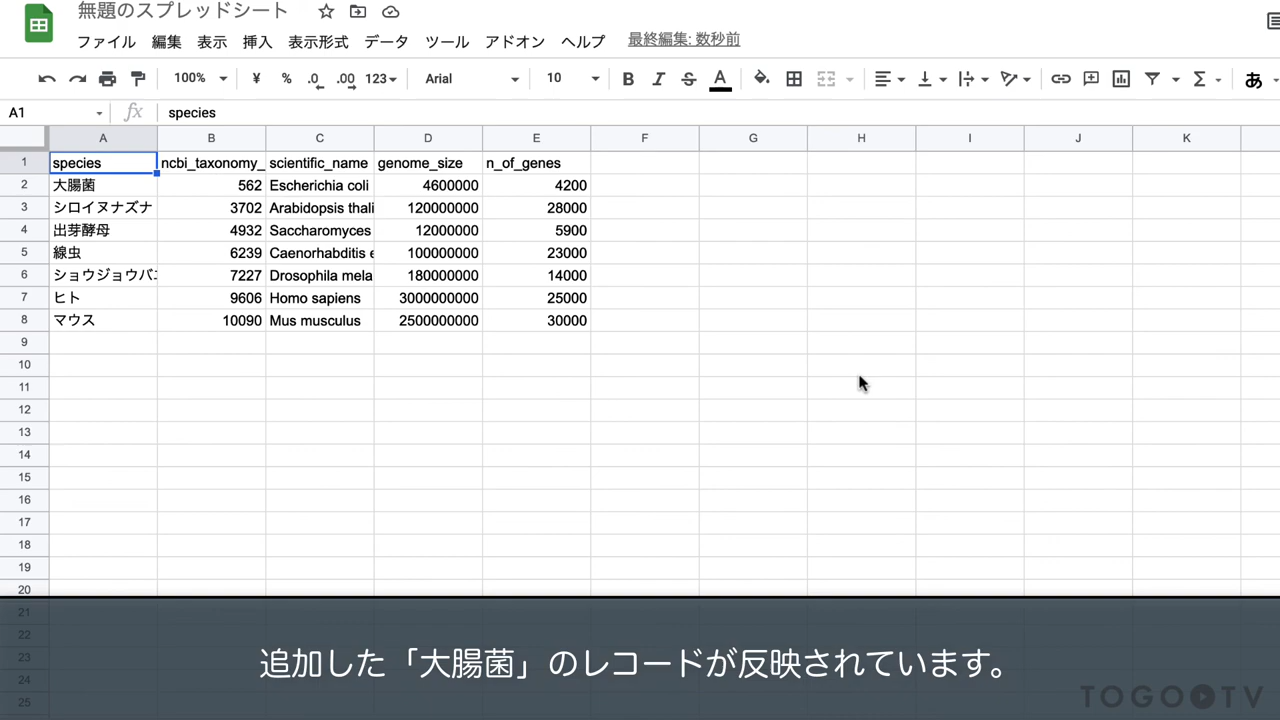 無題のスプレッドシート
ファイル 編集 表示 挿入 表示形式 データ ツール アドオン ヘルプ 最終編集: 数秒前
100% ¥ % .0 .00 123 Arial 10 B I S A Σ あ
A1 fx species
A B C D E F G H I J K
1 species ncbi_taxonomy_ scientific_name genome_size n_of_genes
2 大腸菌 562 Escherichia coli 4600000 4200
3 シロイヌナズナ 3702 Arabidopsis thali 120000000 28000
4 出芽酵母 4932 Saccharomyces 12000000 5900
5 線虫 6239 Caenorhabditis e 100000000 23000
6 ショウジョウバ 7227 Drosophila mela 180000000 14000
7 ヒト 9606 Homo sapiens 3000000000 25000
8 マウス 10090 Mus musculus 2500000000 30000
9
10
11
12
13
14
15
16
17
18
19
20
21
22
23
24
25
追加した「大腸菌」のレコードが反映されています。
TOGOTV